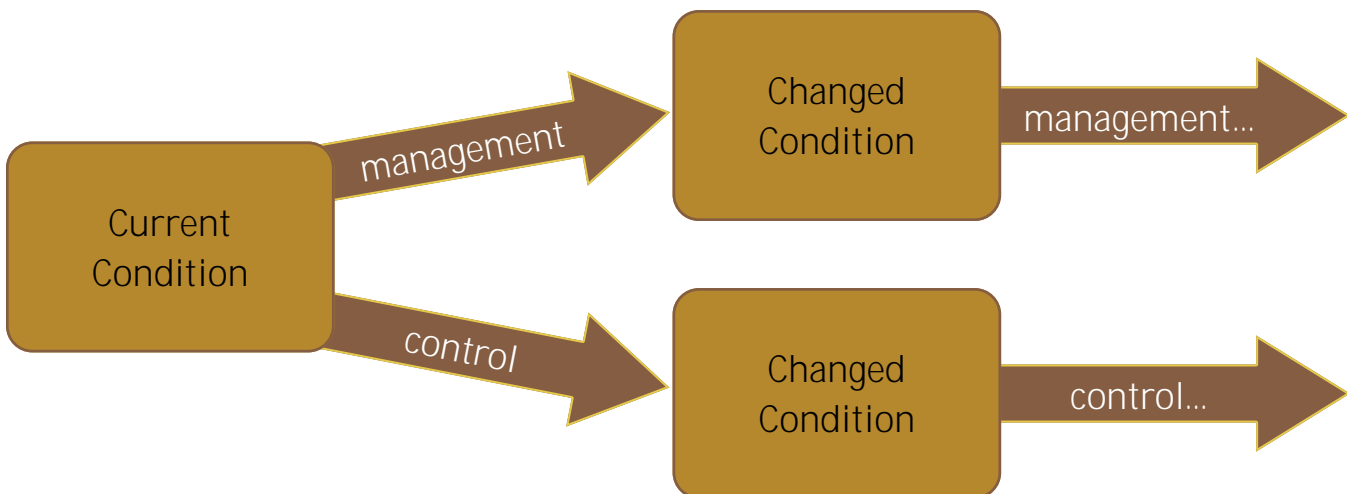 Current
Condition
management
Changed
Condition
management...
control
Changed
Condition
control...